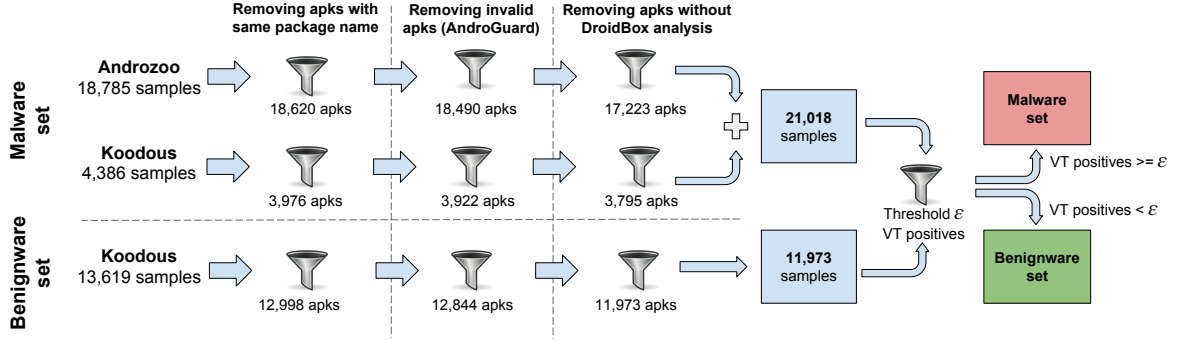 Removing apks with
same package name
Removing invalid
apks (AndroGuard)
Removing apks without
DroidBox analysis
Malware
set
Androzoo
18,785 samples
18,620 apks
18,490 apks
17,223 apks
Koodous
4,386 samples
3,976 apks
3,922 apks
3,795 apks
21,018
samples
Malware
set
VT positives >= ε
Threshold ε
VT positives
VT positives < ε
Benignware
set
Benignware
set
Koodous
13,619 samples
12,998 apks
12,844 apks
11,973 apks
11,973
samples